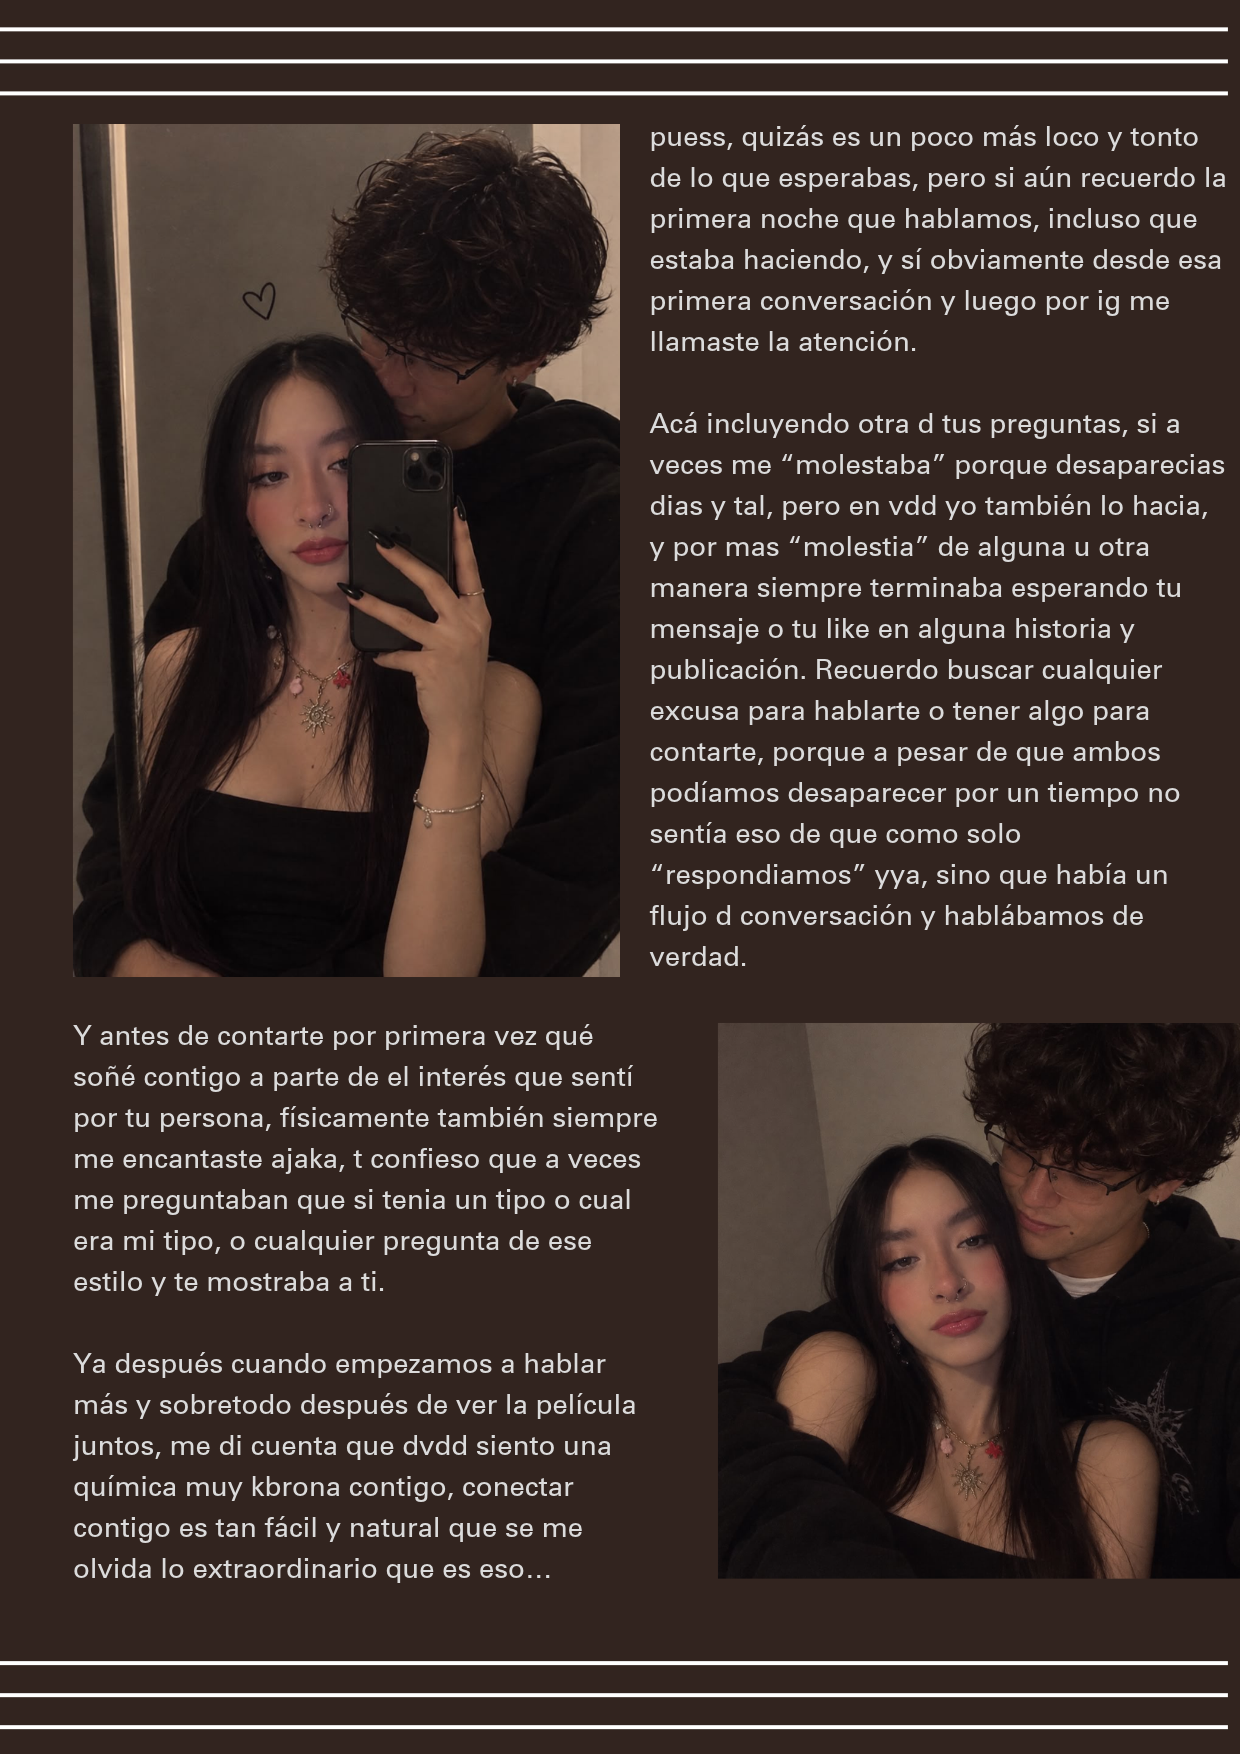 puess, quizás es un poco más loco y tonto
de lo que esperabas, pero si aún recuerdo la
primera noche que hablamos, incluso que
estaba haciendo, y sí obviamente desde esa
primera conversación y luego por ig me
llamaste la atención.
Acá incluyendo otra d tus preguntas, si a
veces me “molestaba” porque desaparecias
dias y tal, pero en vdd yo también lo hacia,
y por mas “molestia” de alguna u otra
manera siempre terminaba esperando tu
mensaje o tu like en alguna historia y
publicación. Recuerdo buscar cualquier
excusa para hablarte o tener algo para
contarte, porque a pesar de que ambos
podíamos desaparecer por un tiempo no
sentía eso de que como solo
“respondiamos” yya, sino que había un
flujo d conversación y hablábamos de
verdad.
Y antes de contarte por primera vez qué
soñé contigo a parte de el interés que sentí
por tu persona, físicamente también siempre
me encantaste ajaka, t confieso que a veces
me preguntaban que si tenia un tipo o cual
era mi tipo, o cualquier pregunta de ese
estilo y te mostraba a ti.
Ya después cuando empezamos a hablar
más y sobretodo después de ver la película
juntos, me di cuenta que dvdd siento una
química muy kbrona contigo, conectar
contigo es tan fácil y natural que se me
olvida lo extraordinario que es eso...